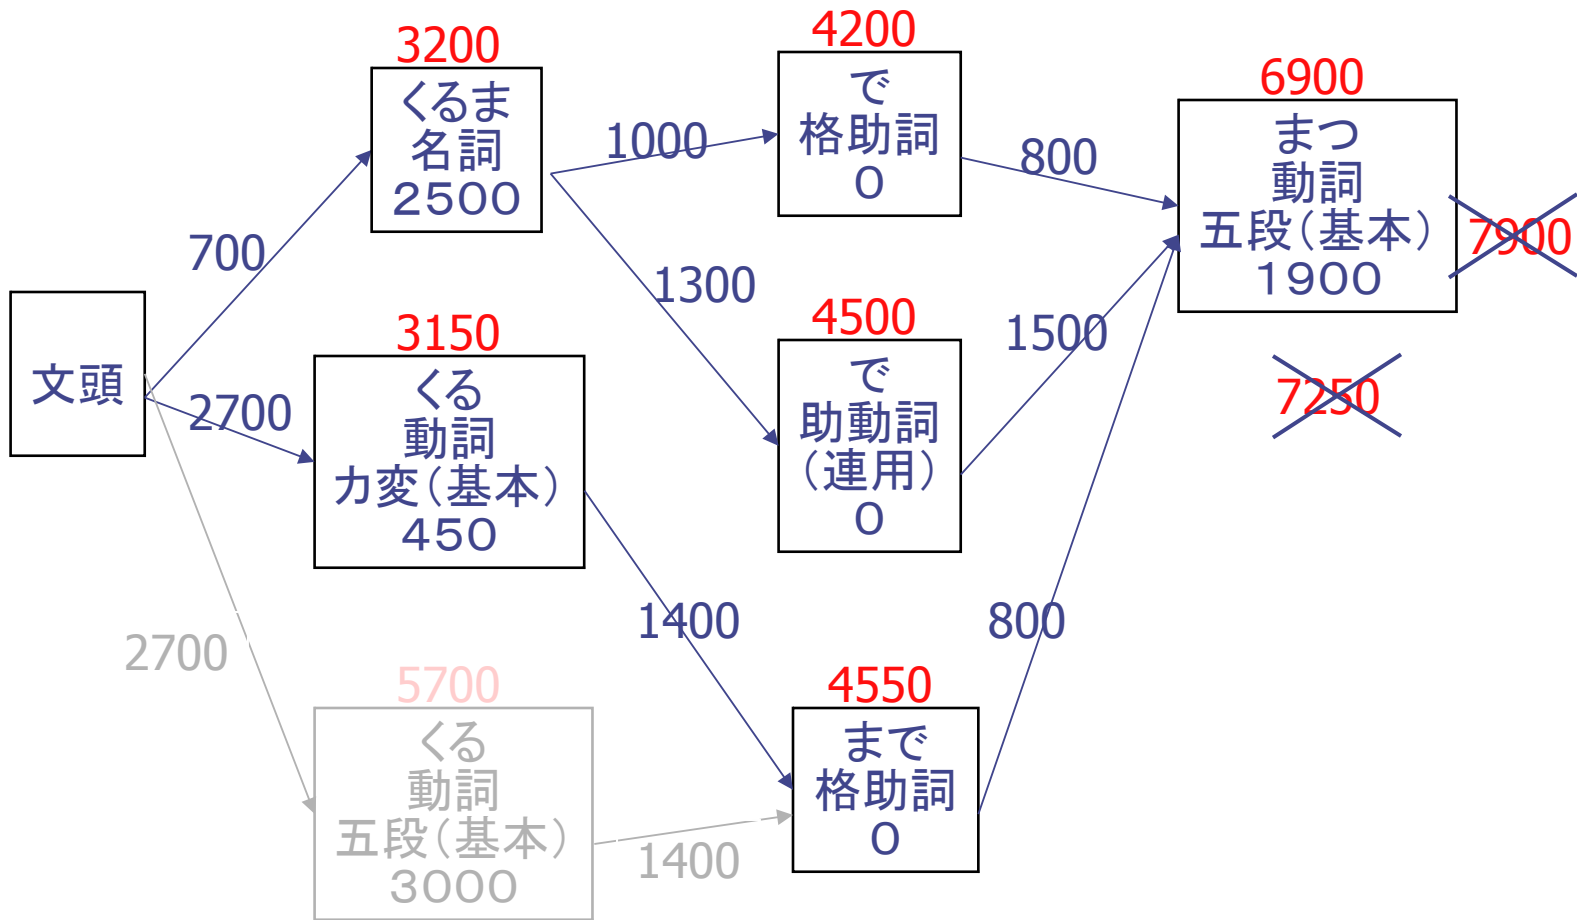 文頭
700
2700
2700
3200
くるま
名詞
2500
3150
くる
動詞
カ変(基本)
450
5700
くる
動詞
五段(基本)
3000
1000
1300
1400
1400
4200
で
格助詞
0
4500
で
助動詞
(連用)
0
4550
まで
格助詞
0
800
1500
800
6900
まつ
動詞
五段(基本)
1900
7900
7250